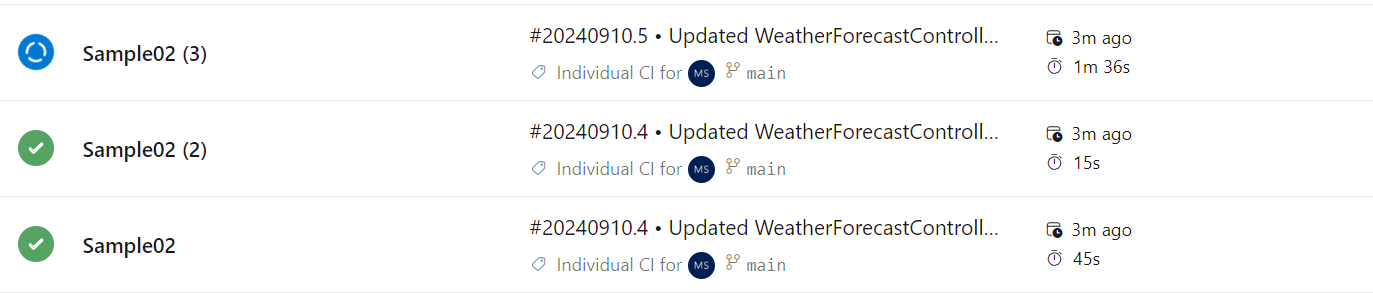 Sample02 (3)
#20240910.5 • Updated WeatherForecastControll...
Individual CI for MS main
3m ago
1m 36s
Sample02 (2)
#20240910.4 • Updated WeatherForecastControll...
Individual CI for MS main
3m ago
15s
Sample02
#20240910.4 • Updated WeatherForecastControll...
Individual CI for MS main
3m ago
45s